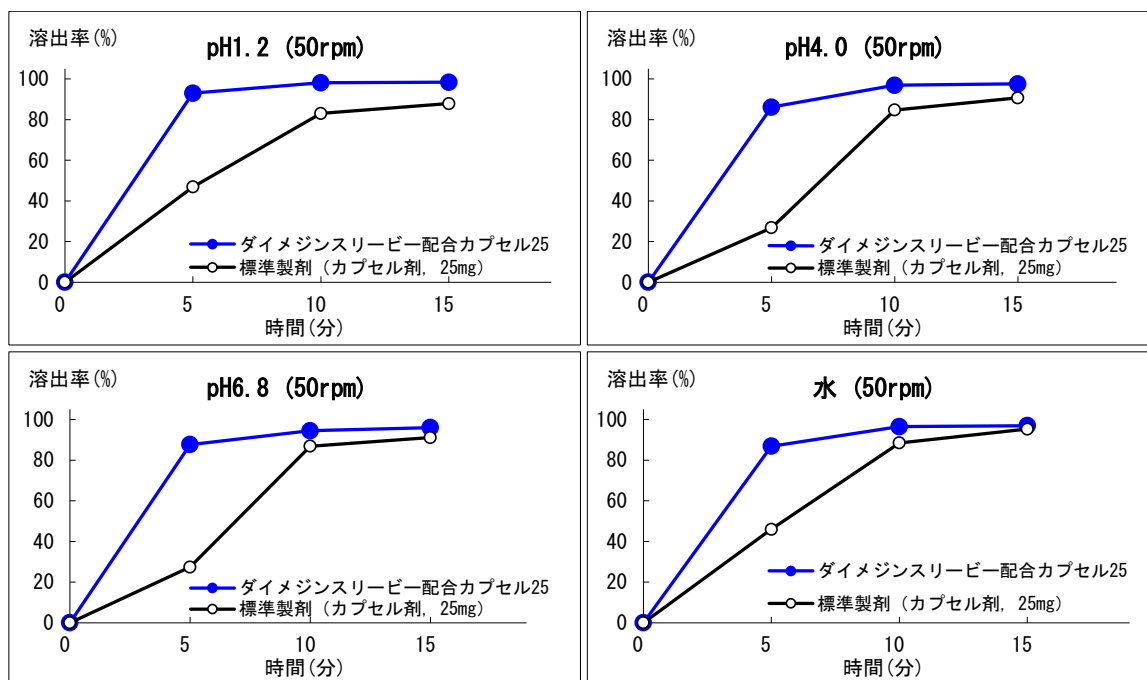 溶出率(%)
pH1.2 (50rpm)
100
80
60
40
20
0
ダイメジンスリービー配合カプセル25
標準製剤（カプセル剤, 25mg）
0 5 10 15
時間(分)
溶出率(%)
pH4.0 (50rpm)
100
80
60
40
20
0
ダイメジンスリービー配合カプセル25
標準製剤（カプセル剤, 25mg）
0 5 10 15
時間(分)
溶出率(%)
pH6.8 (50rpm)
100
80
60
40
20
0
ダイメジンスリービー配合カプセル25
標準製剤（カプセル剤, 25mg）
0 5 10 15
時間(分)
溶出率(%)
水 (50rpm)
100
80
60
40
20
0
ダイメジンスリービー配合カプセル25
標準製剤（カプセル剤, 25mg）
0 5 10 15
時間(分)